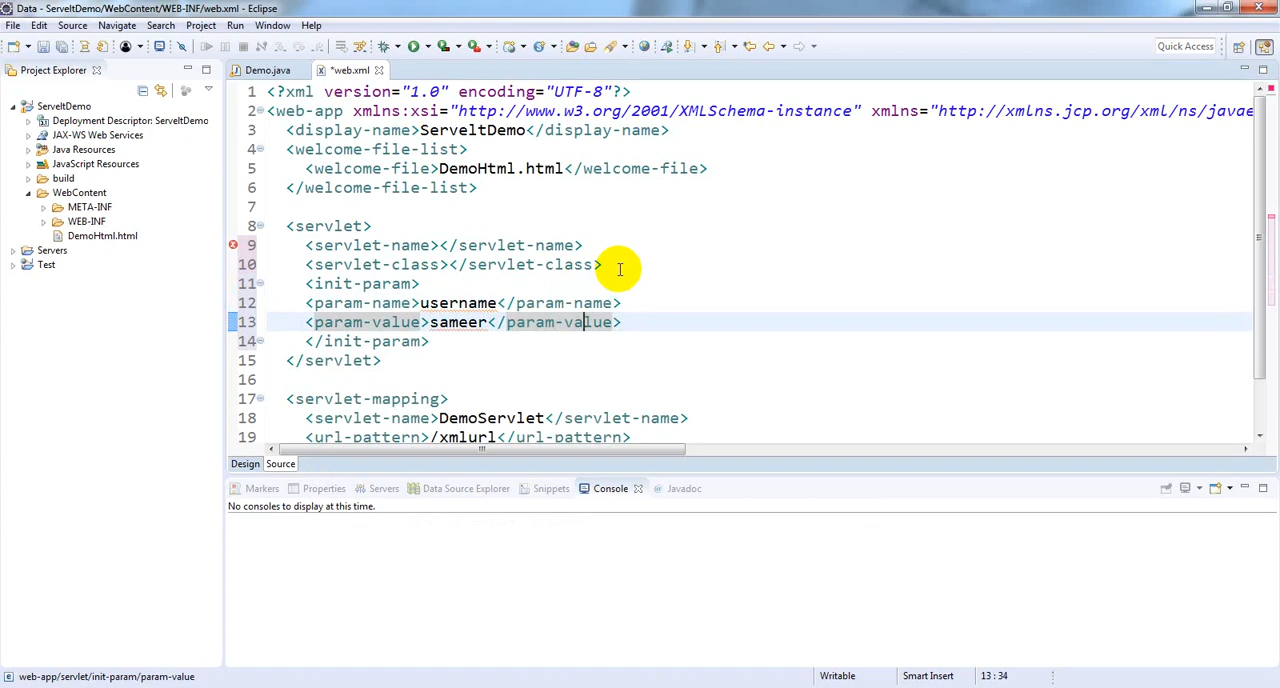 Data - ServeltDemo/WebContent/WEB-INF/web.xml - Eclipse
File Edit Source Navigate Search Project Run Window Help
Quick Access
Project Explorer
Demo.java *web.xml
ServeltDemo
Deployment Descriptor: ServeltDemo
JAX-WS Web Services
Java Resources
JavaScript Resources
build
WebContent
META-INF
WEB-INF
DemoHtml.html
Servers
Test
1 <?xml version="1.0" encoding="UTF-8"?>
2 <web-app xmlns:xsi="http://www.w3.org/2001/XMLSchema-instance" xmlns="http://xmlns.jcp.org/xml/ns/javae
3 <display-name>ServeltDemo</display-name>
4 <welcome-file-list>
5 <welcome-file>DemoHtml.html</welcome-file>
6 </welcome-file-list>
7
8 <servlet>
9 <servlet-name></servlet-name>
10 <servlet-class></servlet-class>
11 <init-param>
12 <param-name>username</param-name>
13 <param-value>sameer</param-value>
14 </init-param>
15 </servlet>
16
17 <servlet-mapping>
18 <servlet-name>DemoServlet</servlet-name>
19 <url-pattern>/xmlurl</url-pattern>
Design Source
Markers Properties Servers Data Source Explorer Snippets Console Javadoc
No consoles to display at this time.
web-app/servlet/init-param/param-value Writable Smart Insert 13 : 34